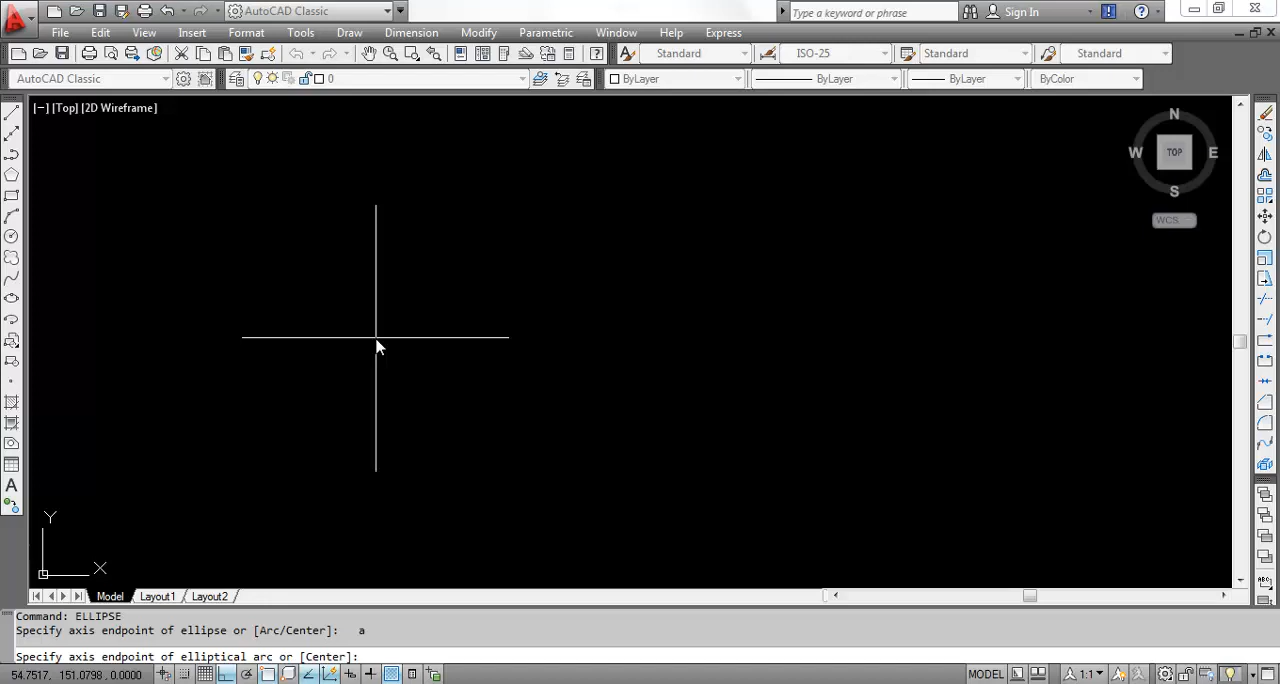 AutoCAD Classic
Type a keyword or phrase
Sign In
File Edit View Insert Format Tools Draw Dimension Modify Parametric Window Help Express
Standard ISO-25 Standard Standard
AutoCAD Classic 0 ByLayer ByLayer ByLayer ByColor
[−] [Top] [2D Wireframe]
N
W TOP E
S
WCS
Y
X
Model Layout1 Layout2
Command: ELLIPSE
Specify axis endpoint of ellipse or [Arc/Center]: a
Specify axis endpoint of elliptical arc or [Center]:
54.7517, 151.0798, 0.0000 MODEL 1:1